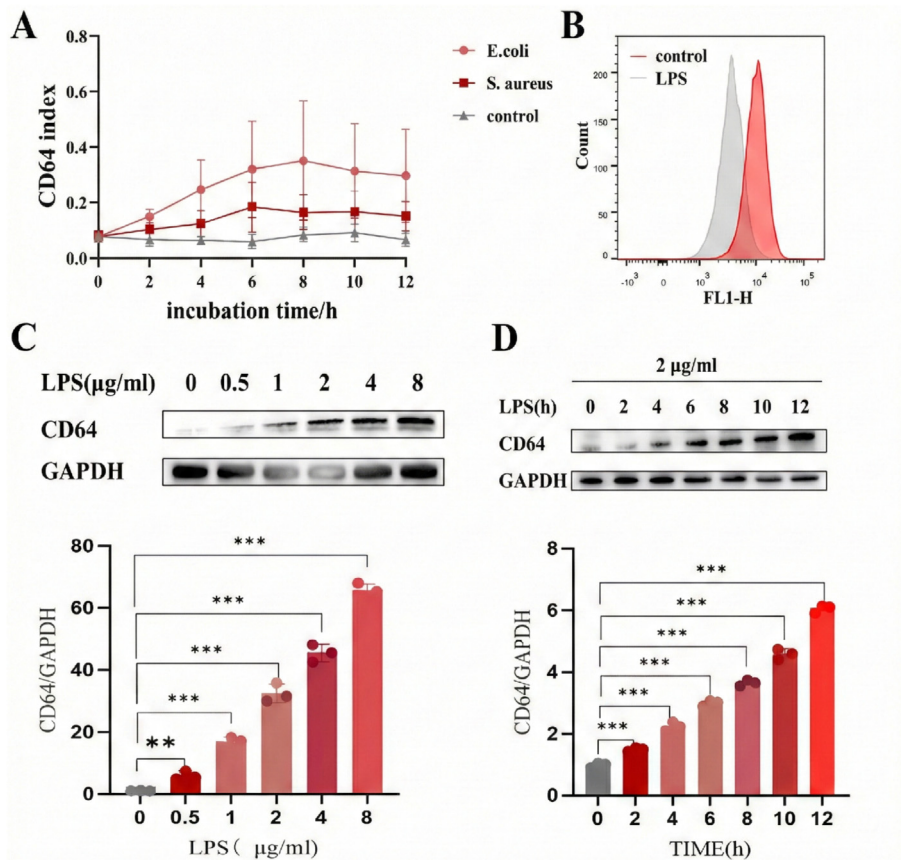 A
0.8
0.6
0.4
0.2
0.0
CD64 index
0 2 4 6 8 10 12
incubation time/h
E.coli
S. aureus
control
B
control
LPS
200
150
100
50
0
Count
-10³ 0 10³ 10⁴ 10⁵
FL1-H
C
LPS(μg/ml) 0 0.5 1 2 4 8
CD64
GAPDH
80
60
40
20
0
CD64/GAPDH
***
***
***
***
**
0 0.5 1 2 4 8
LPS( μg/ml)
D
2 μg/ml
LPS(h) 0 2 4 6 8 10 12
CD64
GAPDH
8
6
4
2
0
CD64/GAPDH
***
***
***
***
***
***
0 2 4 6 8 10 12
TIME(h)